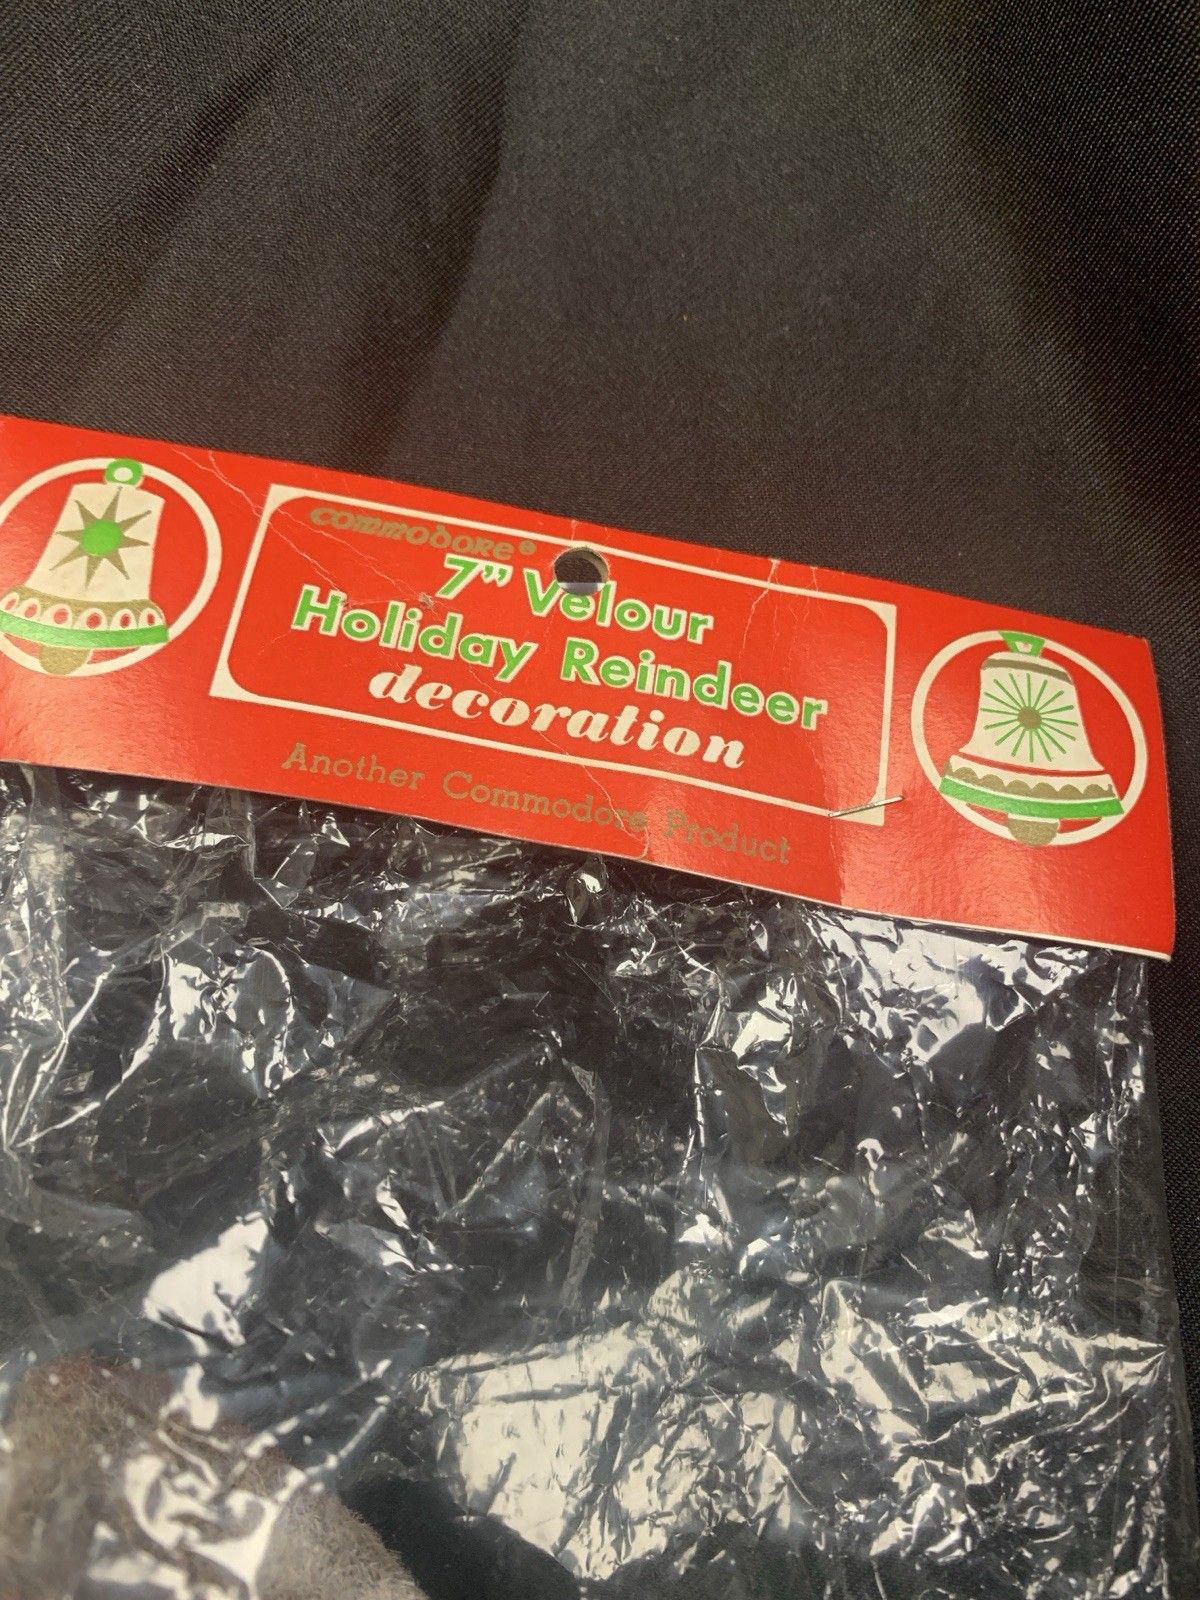 commodore®
7” Velour
Holiday Reindeer
decoration
Another Commodore Product